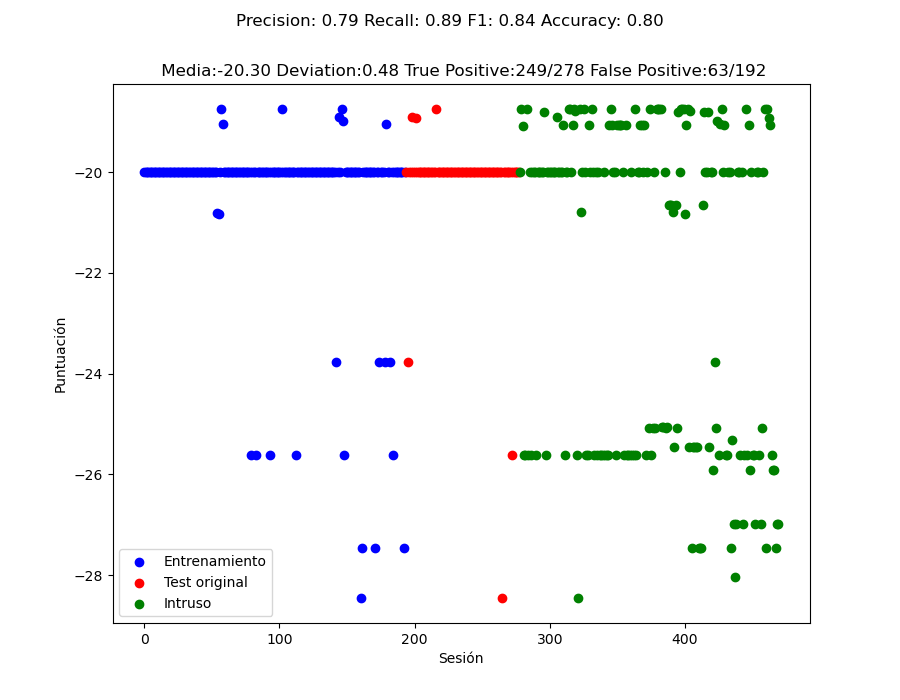 Precision: 0.79 Recall: 0.89 F1: 0.84 Accuracy: 0.80
Media:-20.30 Deviation:0.48 True Positive:249/278 False Positive:63/192
−20
−22
−24
−26
−28
Puntuación
Entrenamiento
Test original
Intruso
0 100 200 300 400
Sesión